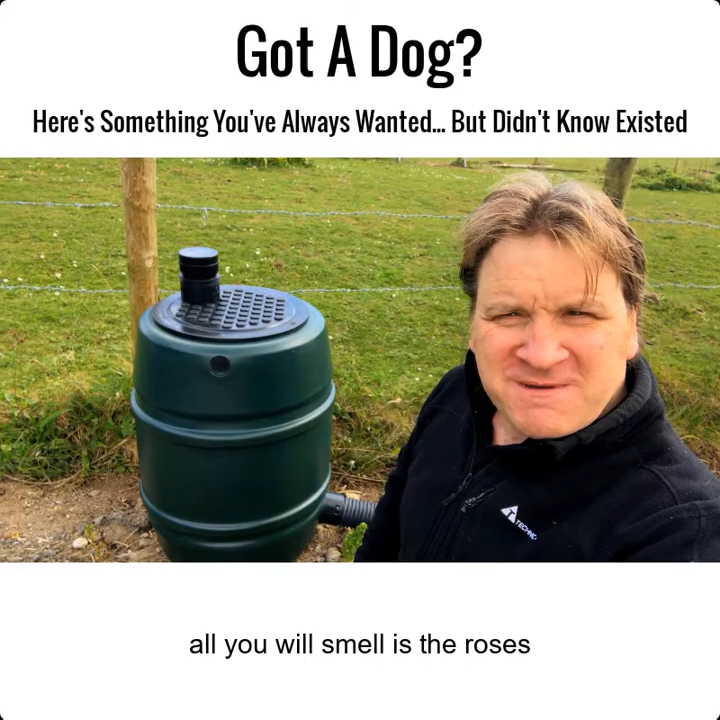 Got A Dog?
Here's Something You've Always Wanted... But Didn't Know Existed
TECHNIC
all you will smell is the roses